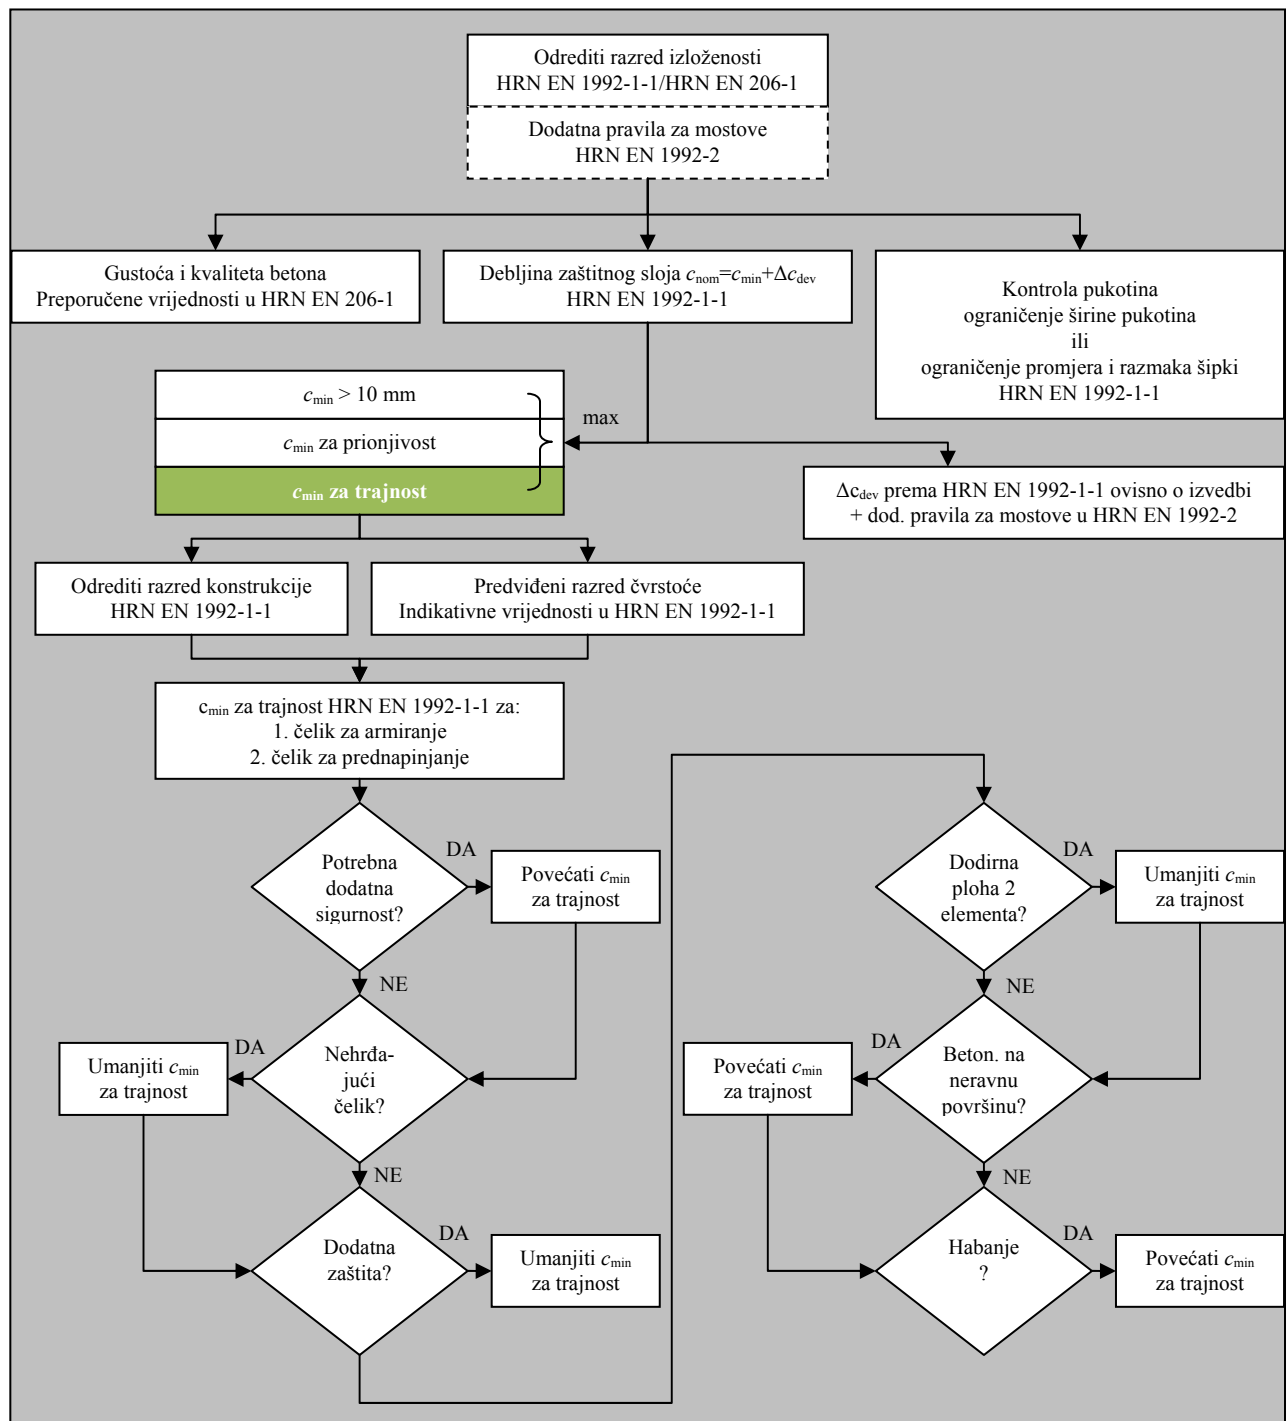 Odrediti razred izloženosti
HRN EN 1992-1-1/HRN EN 206-1
Dodatna pravila za mostove
HRN EN 1992-2
Gustoća i kvaliteta betona
Preporučene vrijednosti u HRN EN 206-1
Debljina zaštitnog sloja cnom=cmin+Δcdev
HRN EN 1992-1-1
Kontrola pukotina
ograničenje širine pukotina
ili
ograničenje promjera i razmaka šipki
HRN EN 1992-1-1
cmin > 10 mm
cmin za prionjivost
cmin za trajnost
max
Δcdev prema HRN EN 1992-1-1 ovisno o izvedbi
+ dod. pravila za mostove u HRN EN 1992-2
Odrediti razred konstrukcije
HRN EN 1992-1-1
Predviđeni razred čvrstoće
Indikativne vrijednosti u HRN EN 1992-1-1
cmin za trajnost HRN EN 1992-1-1 za:
1. čelik za armiranje
2. čelik za prednapinjanje
Potrebna
dodatna
sigurnost?
DA
Povećati cmin
za trajnost
NE
Nehrđa-
jući
čelik?
DA
Umanjiti cmin
za trajnost
NE
Dodatna
zaštita?
DA
Umanjiti cmin
za trajnost
Dodirna
ploha 2
elementa?
DA
Umanjiti cmin
za trajnost
NE
Beton. na
neravnu
površinu?
DA
Povećati cmin
za trajnost
NE
Habanje
?
DA
Povećati cmin
za trajnost